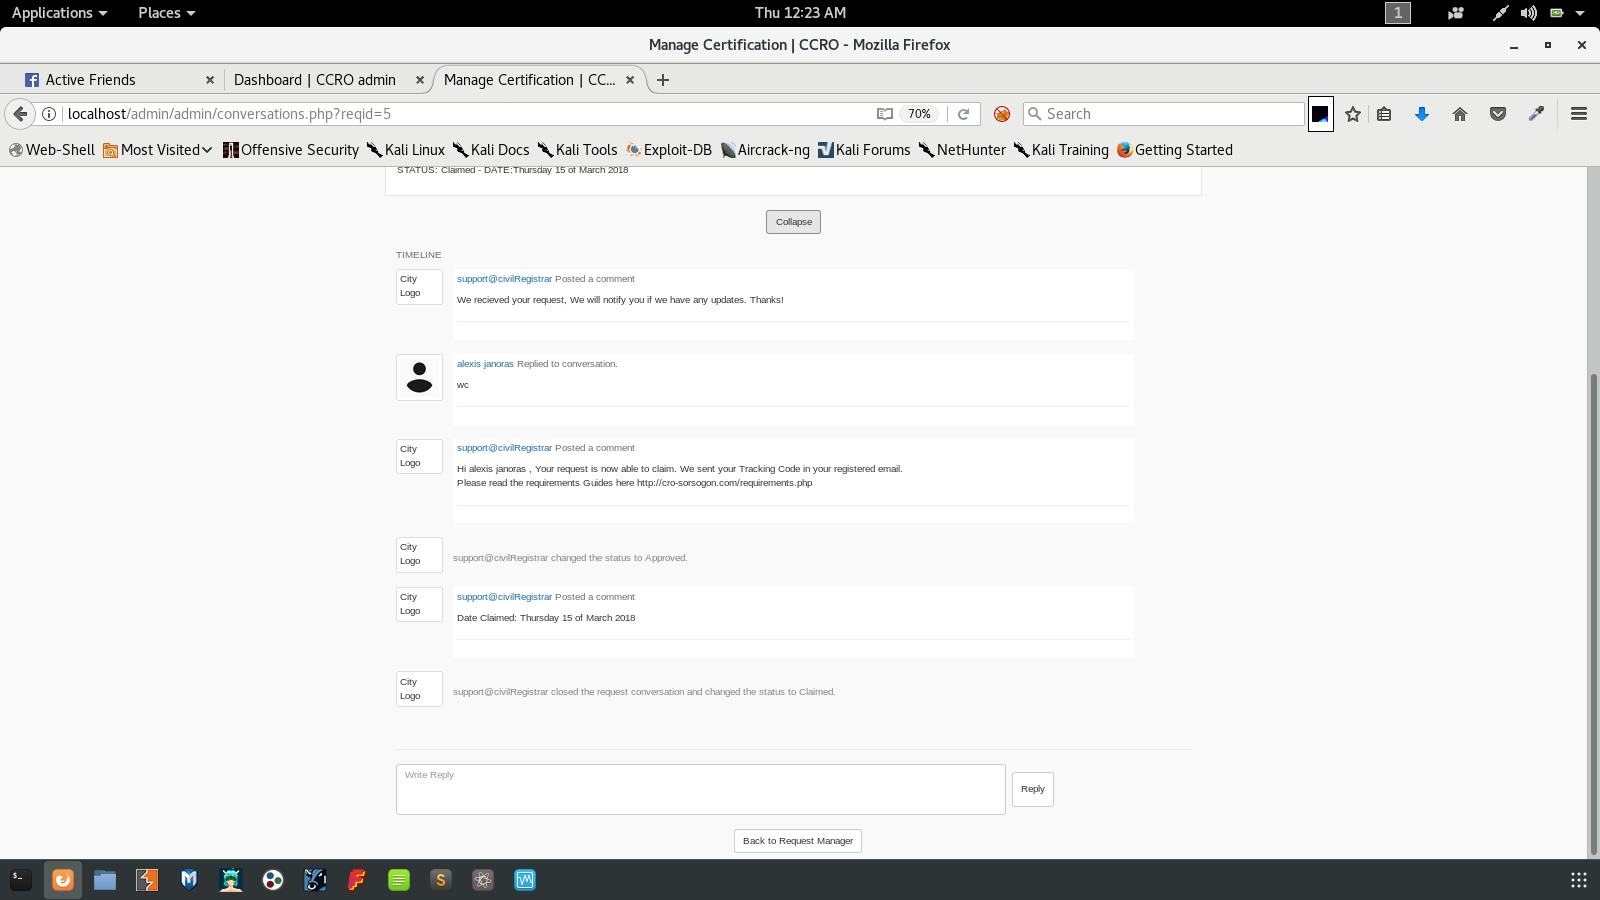 Applications Places Thu 12:23 AM 1
Manage Certification | CCRO - Mozilla Firefox
Active Friends Dashboard | CCRO admin Manage Certification | CC...
localhost/admin/admin/conversations.php?reqid=5 70% Search
Web-Shell Most Visited Offensive Security Kali Linux Kali Docs Kali Tools Exploit-DB Aircrack-ng Kali Forums NetHunter Kali Training Getting Started
STATUS: Claimed - DATE:Thursday 15 of March 2018
Collapse
TIMELINE
City
Logo
support@civilRegistrar Posted a comment
We recieved your request, We will notify you if we have any updates. Thanks!
alexis janoras Replied to conversation.
wc
City
Logo
support@civilRegistrar Posted a comment
Hi alexis janoras , Your request is now able to claim. We sent your Tracking Code in your registered email.
Please read the requirements Guides here http://cro-sorsogon.com/requirements.php
City
Logo
support@civilRegistrar changed the status to Approved.
City
Logo
support@civilRegistrar Posted a comment
Date Claimed: Thursday 15 of March 2018
City
Logo
support@civilRegistrar closed the request conversation and changed the status to Claimed.
Write Reply
Reply
Back to Request Manager